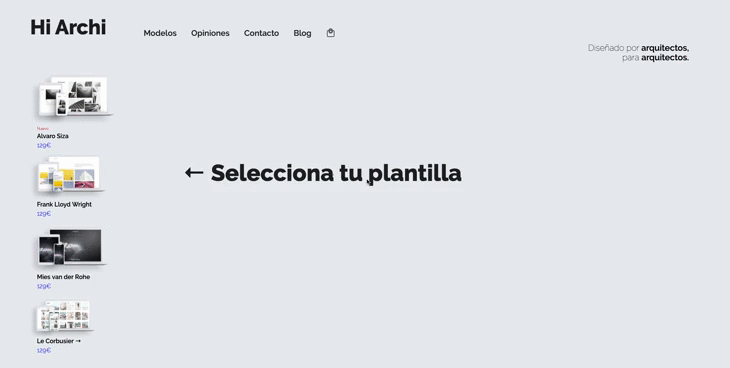 Hi Archi
Modelos
Opiniones
Contacto
Blog
Diseñado por arquitectos,
para arquitectos.
Nuevo
Alvaro Siza
129€
← Selecciona tu plantilla
Frank Lloyd Wright
129€
Mies van der Rohe
129€
Le Corbusier →
129€